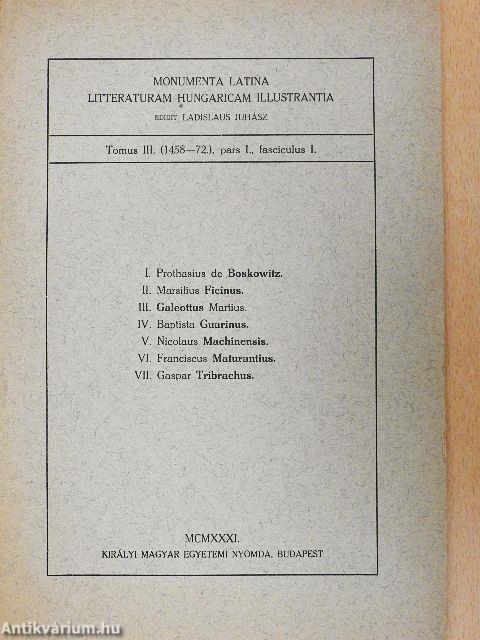 MONUMENTA LATINA
LITTERATURAM HUNGARICAM ILLUSTRANTIA
EDIDIT LADISLAUS JUHÁSZ
Tomus III. (1458—72.), pars I., fasciculus I.
I. Prothasius de Boskowitz.
II. Marsilius Ficinus.
III. Galeottus Martius.
IV. Baptista Guarinus.
V. Nicolaus Machinensis.
VI. Franciscus Maturantius.
VII. Gaspar Tribrachus.
MCMXXXI.
KIRÁLYI MAGYAR EGYETEMI NYOMDA, BUDAPEST
Antikvárium.hu